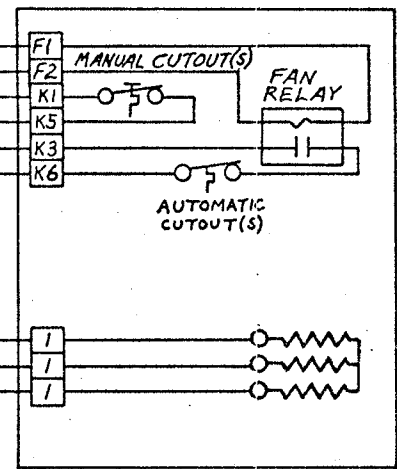 F1
F2
MANUAL CUTOUT(S)
K1
K5
K3
K6
FAN
RELAY
AUTOMATIC
CUTOUT(S)
1
1
1